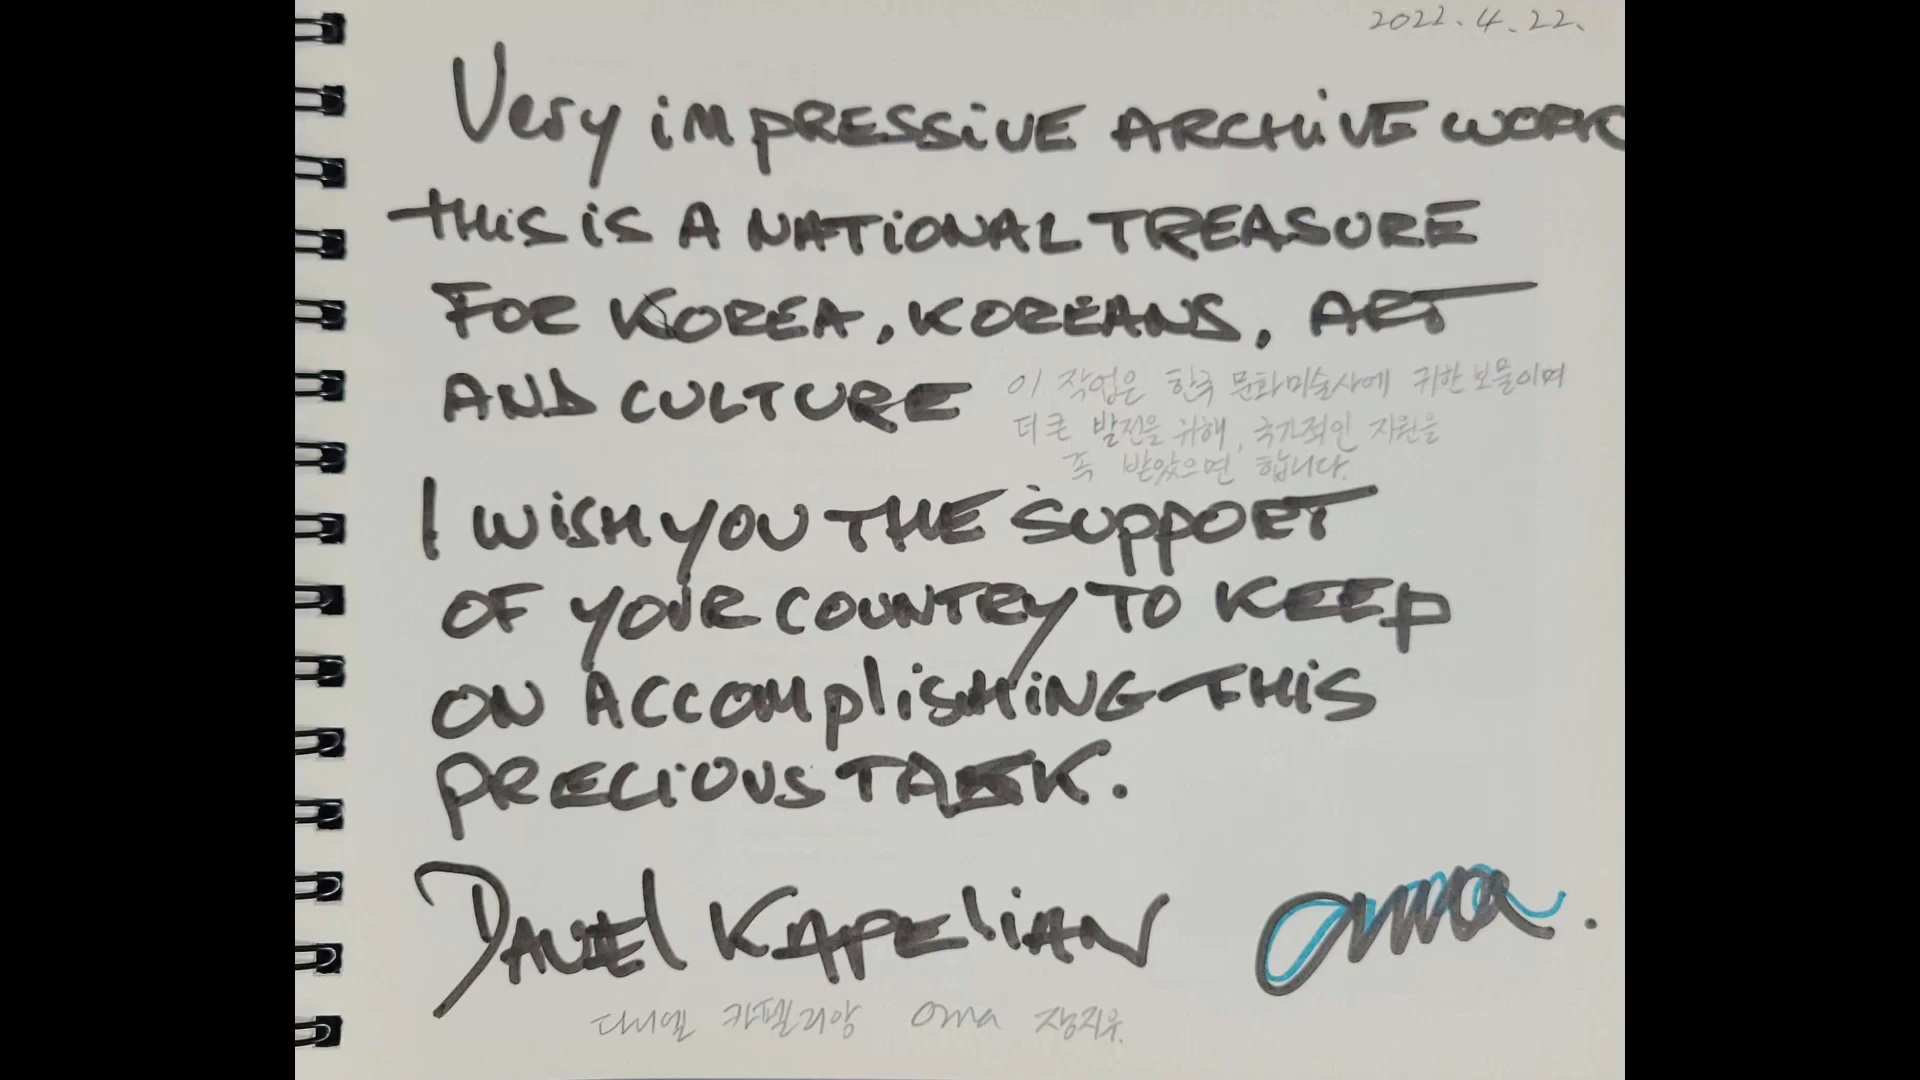 2022.4.22.
Very impRESSiVE ARCHiVE WORK
THis is A NATiONAL TREASURE
FOR KOREA, KOREANS, ART
AND CULTURE
이 작업은 한국 문화미술사에 귀한 보물이며
더 큰 발전을 위해, 국가적인 지원을
꼭 받았으면 합니다.
I WiSH YOU THE SUppORT
OF YOUR COUNTRY TO KEEp
ON ACCOMpliSHiNG THiS
pRECiOUS TASK.
DANiEl KApEliAN oma.
다니엘 카펠리앙 oma 장지우.